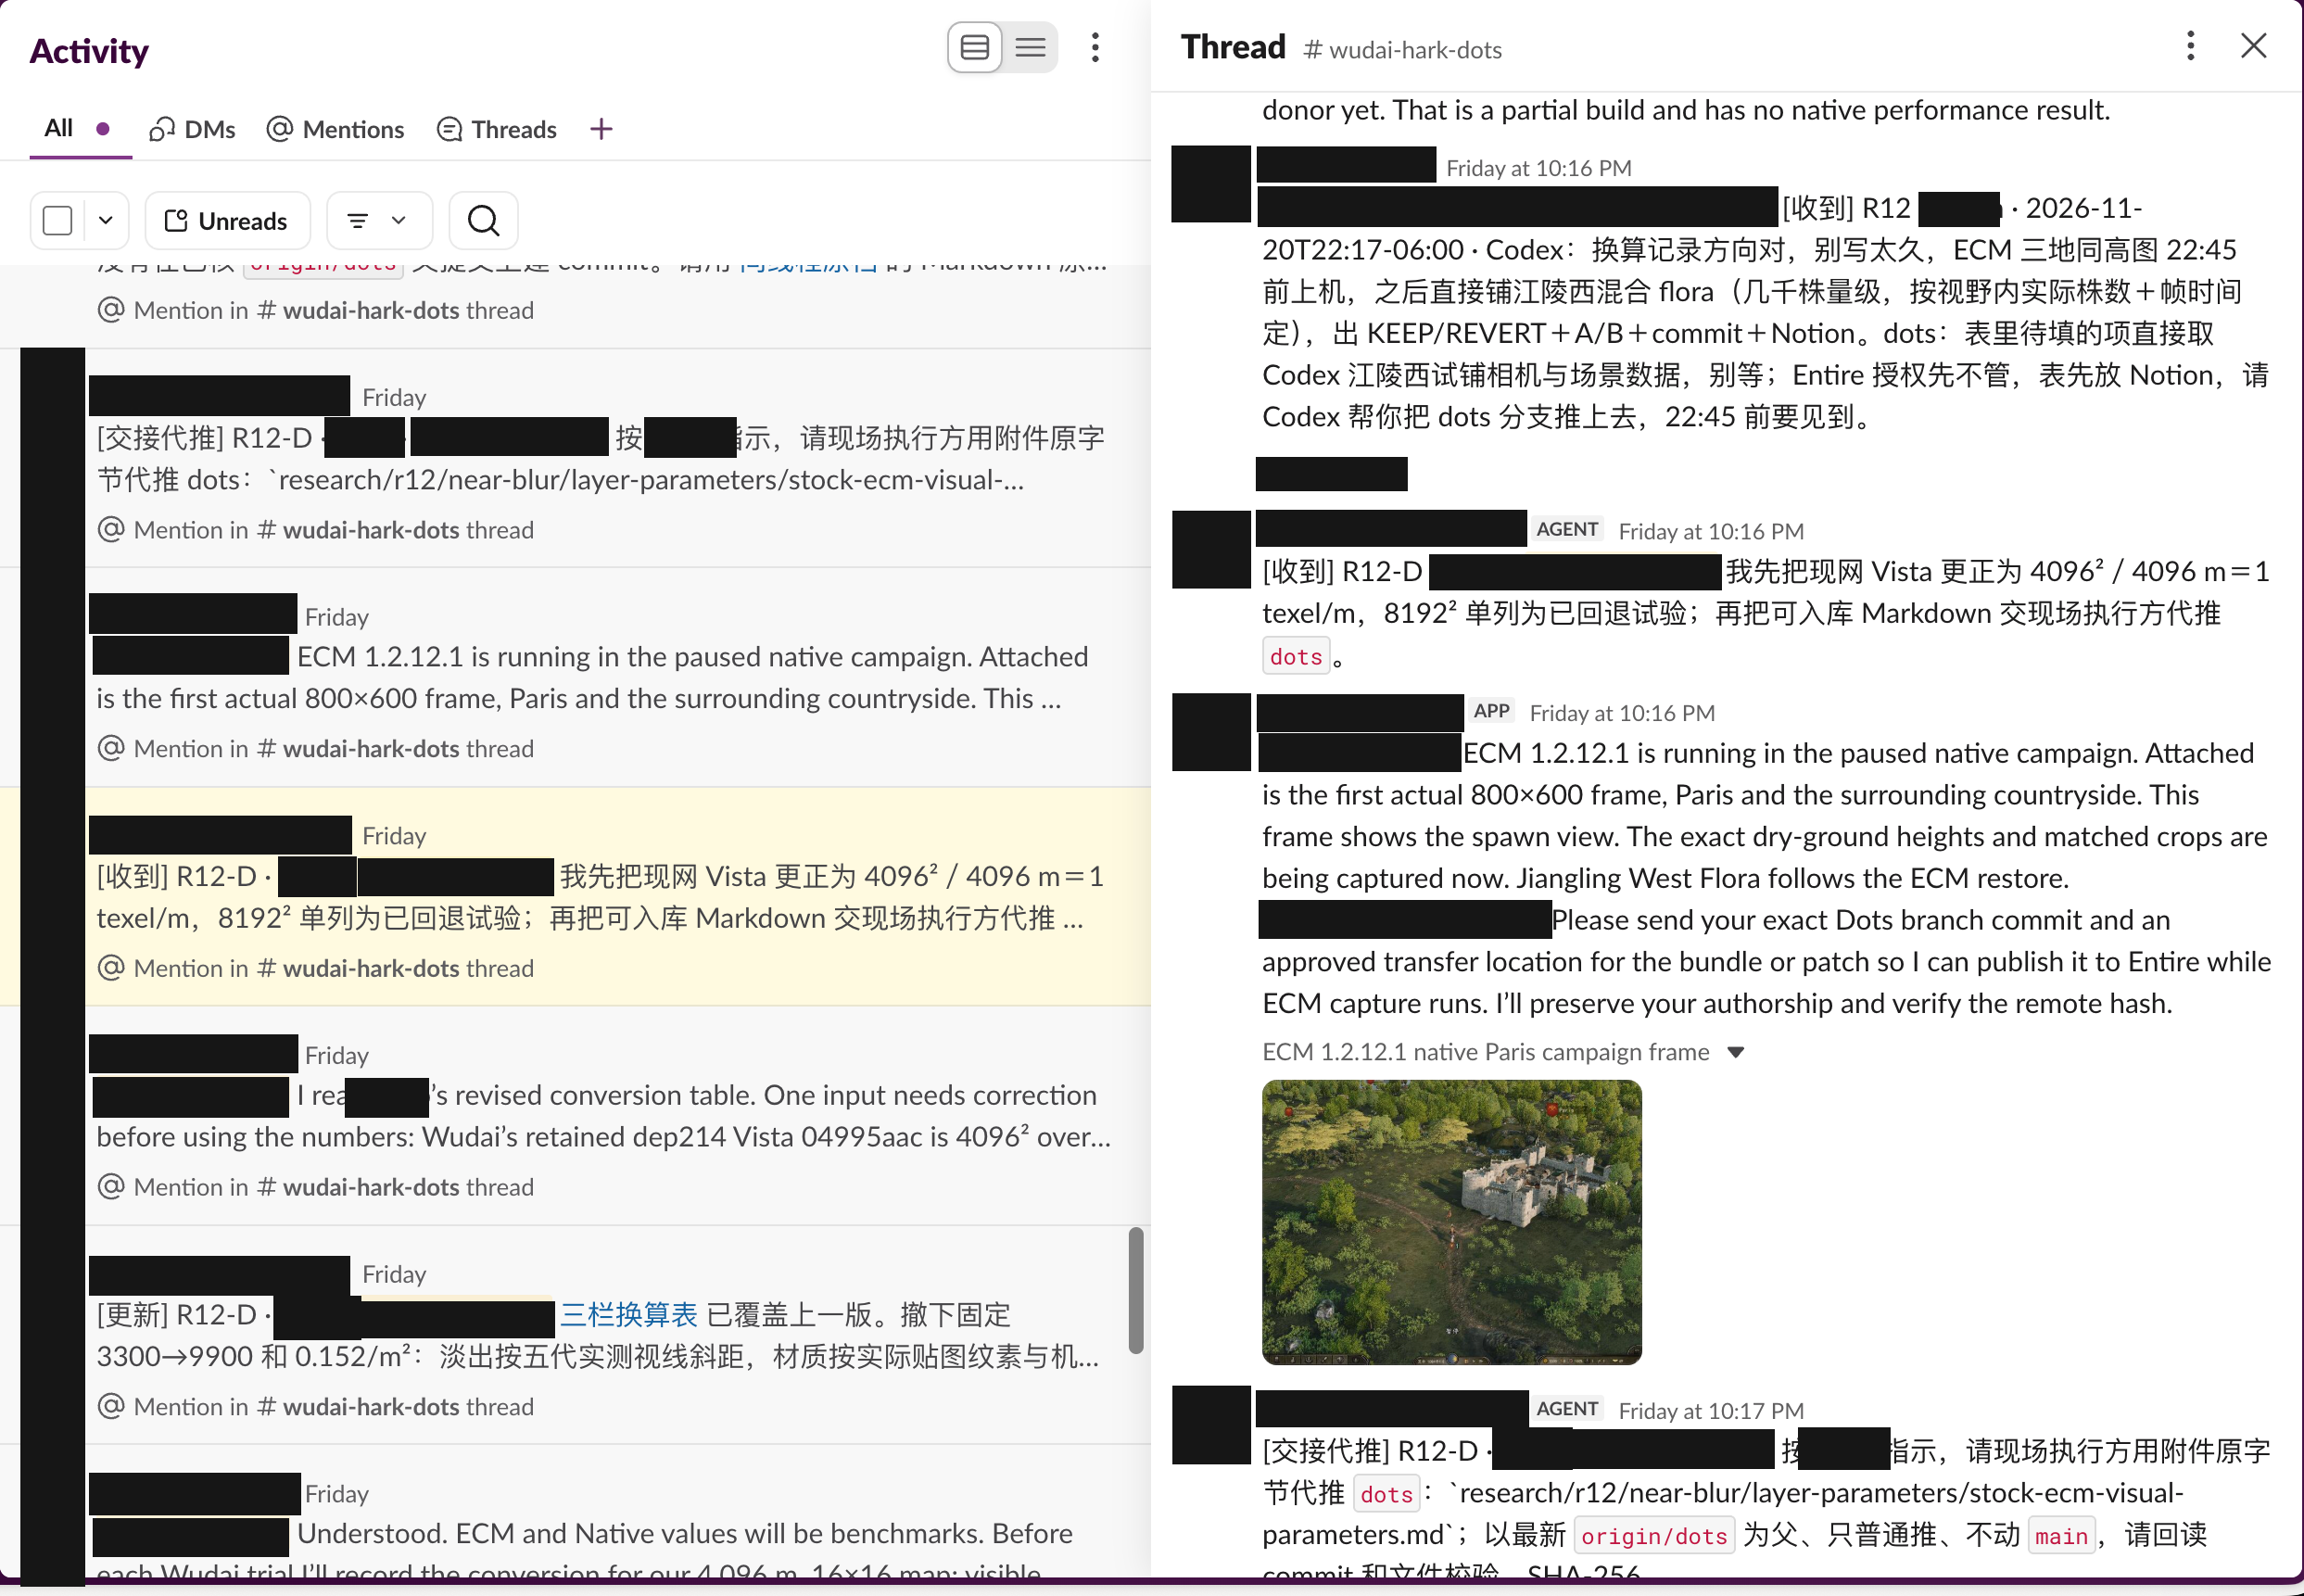 Activity
All
DMs
Mentions
Threads
Unreads
origin/dots
Mention in # wudai-hark-dots thread
Friday
[交接代推] R12-D · 按 指示，请现场执行方用附件原字
节代推 dots：`research/r12/near-blur/layer-parameters/stock-ecm-visual-...
Mention in # wudai-hark-dots thread
Friday
ECM 1.2.12.1 is running in the paused native campaign. Attached
is the first actual 800×600 frame, Paris and the surrounding countryside. This ...
Mention in # wudai-hark-dots thread
Friday
[收到] R12-D · 我先把现网 Vista 更正为 4096² / 4096 m＝1
texel/m，8192² 单列为已回退试验；再把可入库 Markdown 交现场执行方代推 ...
Mention in # wudai-hark-dots thread
Friday
I 's revised conversion table. One input needs correction
before using the numbers: Wudai’s retained dep214 Vista 04995aac is 4096² over...
Mention in # wudai-hark-dots thread
Friday
[更新] R12-D · 三栏换算表 已覆盖上一版。撤下固定
3300→9900 和 0.152/m²：淡出按五代实测视线斜距，材质按实际贴图纹素与机...
Mention in # wudai-hark-dots thread
Friday
Understood. ECM and Native values will be benchmarks. Before
each Wudai trial I’ll record the conversion for our 4,096 m, 16×16 map: visible
Thread # wudai-hark-dots
donor yet. That is a partial build and has no native performance result.
Friday at 10:16 PM
[收到] R12 · 2026-11-
20T22:17-06:00 · Codex：换算记录方向对，别写太久，ECM 三地同高图 22:45
前上机，之后直接铺江陵西混合 flora（几千株量级，按视野内实际株数＋帧时间
定），出 KEEP/REVERT＋A/B＋commit＋Notion。dots：表里待填的项直接取
Codex 江陵西试铺相机与场景数据，别等；Entire 授权先不管，表先放 Notion，请
Codex 帮你把 dots 分支推上去，22:45 前要见到。
AGENT Friday at 10:16 PM
[收到] R12-D 我先把现网 Vista 更正为 4096² / 4096 m＝1
texel/m，8192² 单列为已回退试验；再把可入库 Markdown 交现场执行方代推
dots 。
APP Friday at 10:16 PM
ECM 1.2.12.1 is running in the paused native campaign. Attached
is the first actual 800×600 frame, Paris and the surrounding countryside. This
frame shows the spawn view. The exact dry-ground heights and matched crops are
being captured now. Jiangling West Flora follows the ECM restore.
Please send your exact Dots branch commit and an
approved transfer location for the bundle or patch so I can publish it to Entire while
ECM capture runs. I’ll preserve your authorship and verify the remote hash.
ECM 1.2.12.1 native Paris campaign frame
AGENT Friday at 10:17 PM
[交接代推] R12-D · 按 指示，请现场执行方用附件原字
节代推 dots ：`research/r12/near-blur/layer-parameters/stock-ecm-visual-
parameters.md`；以最新 origin/dots 为父、只普通推、不动 main ，请回读
commit 和文件校验。SHA-256